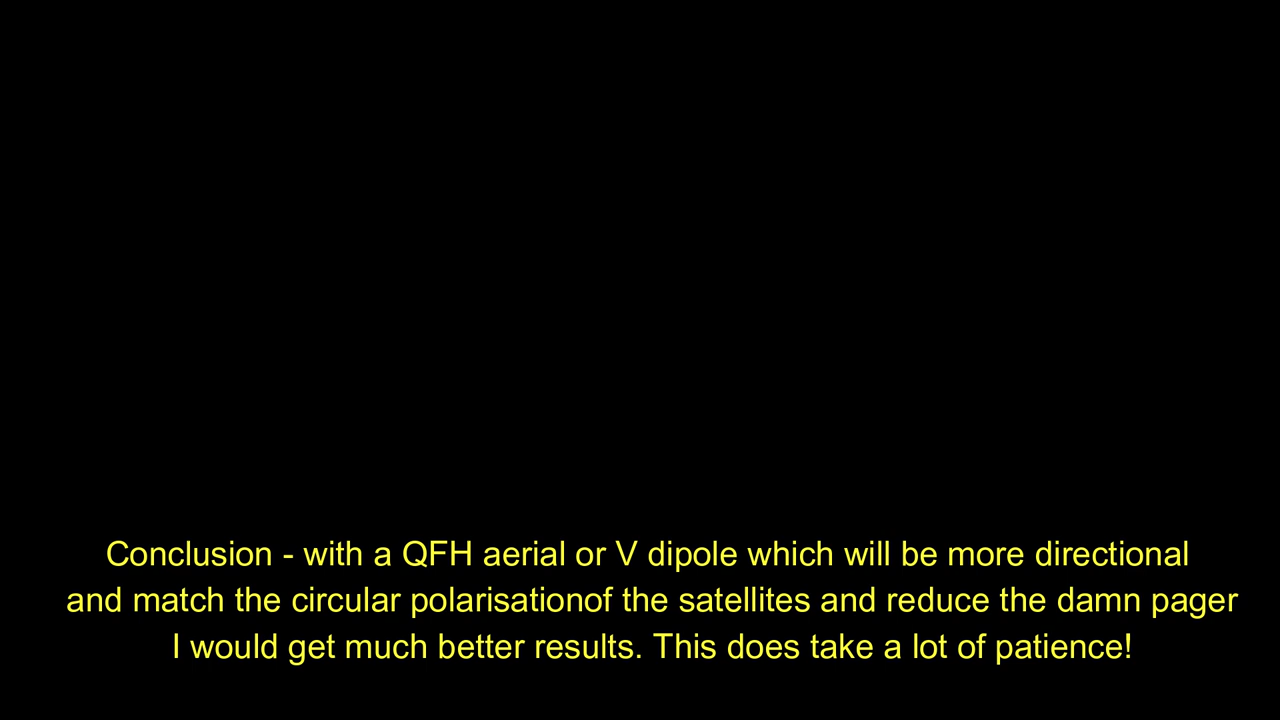 Conclusion - with a QFH aerial or V dipole which will be more directional
and match the circular polarisationof the satellites and reduce the damn pager
I would get much better results. This does take a lot of patience!